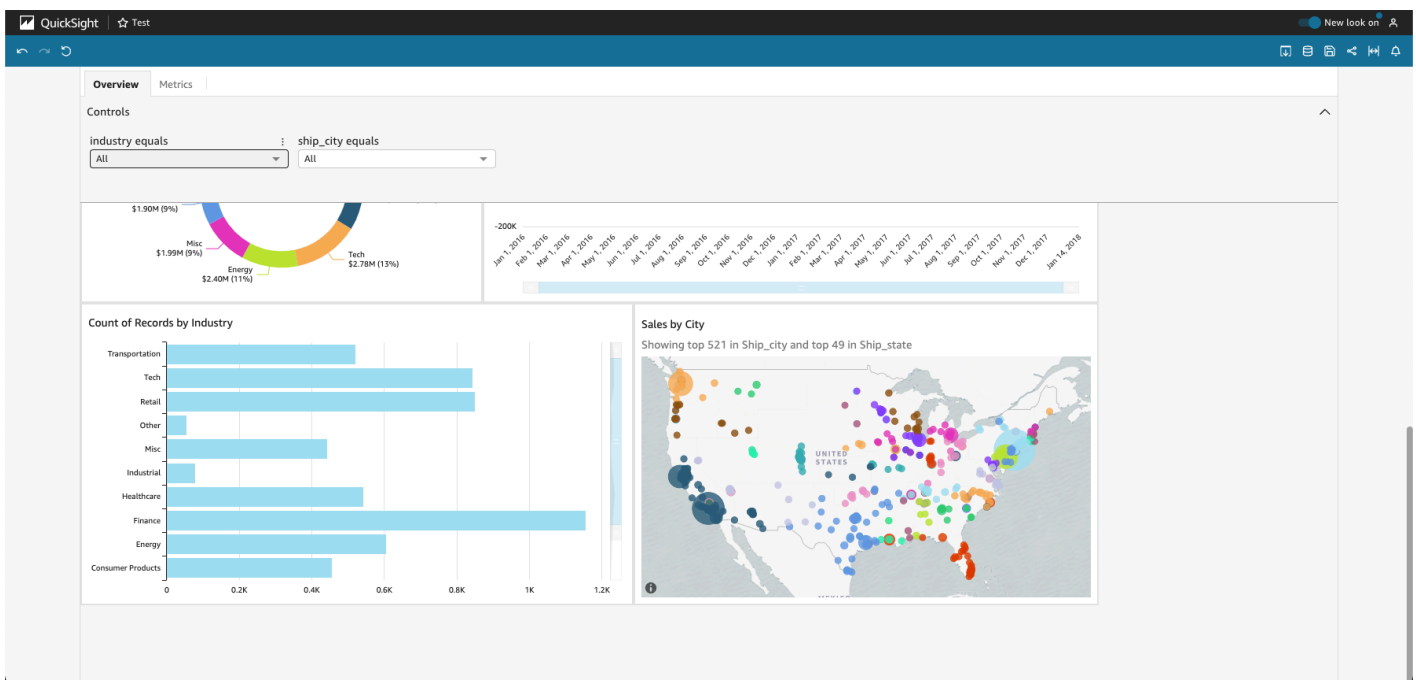 QuickSight
Test
New look on
Overview
Metrics
Controls
industry equals
ship_city equals
All
All
$1.90M (9%)
Misc
$1.99M (9%)
Energy
$2.40M (11%)
Tech
$2.78M (13%)
-200K
Jan 1, 2016
Feb 1, 2016
Mar 1, 2016
Apr 1, 2016
May 1, 2016
Jun 1, 2016
Jul 1, 2016
Aug 1, 2016
Sep 1, 2016
Oct 1, 2016
Nov 1, 2016
Dec 1, 2016
Jan 1, 2017
Feb 1, 2017
Mar 1, 2017
Apr 1, 2017
May 1, 2017
Jun 1, 2017
Jul 1, 2017
Aug 1, 2017
Sep 1, 2017
Oct 1, 2017
Nov 1, 2017
Dec 1, 2017
Jan 14, 2018
Count of Records by Industry
Transportation
Tech
Retail
Other
Misc
Industrial
Healthcare
Finance
Energy
Consumer Products
0
0.2K
0.4K
0.6K
0.8K
1K
1.2K
Sales by City
Showing top 521 in Ship_city and top 49 in Ship_state
UNITED
STATES